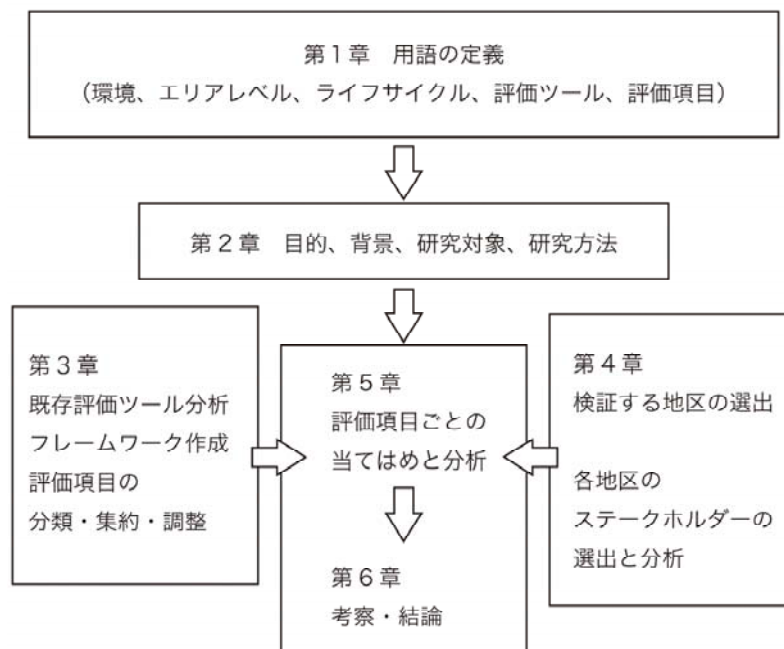 第1章 用語の定義
(環境、エリアレベル、ライフサイクル、評価ツール、評価項目)
第2章 目的、背景、研究対象、研究方法
第3章
既存評価ツール分析
フレームワーク作成
評価項目の
分類・集約・調整
第5章
評価項目ごとの
当てはめと分析
第6章
考察・結論
第4章
検証する地区の選出
各地区の
ステークホルダーの
選出と分析